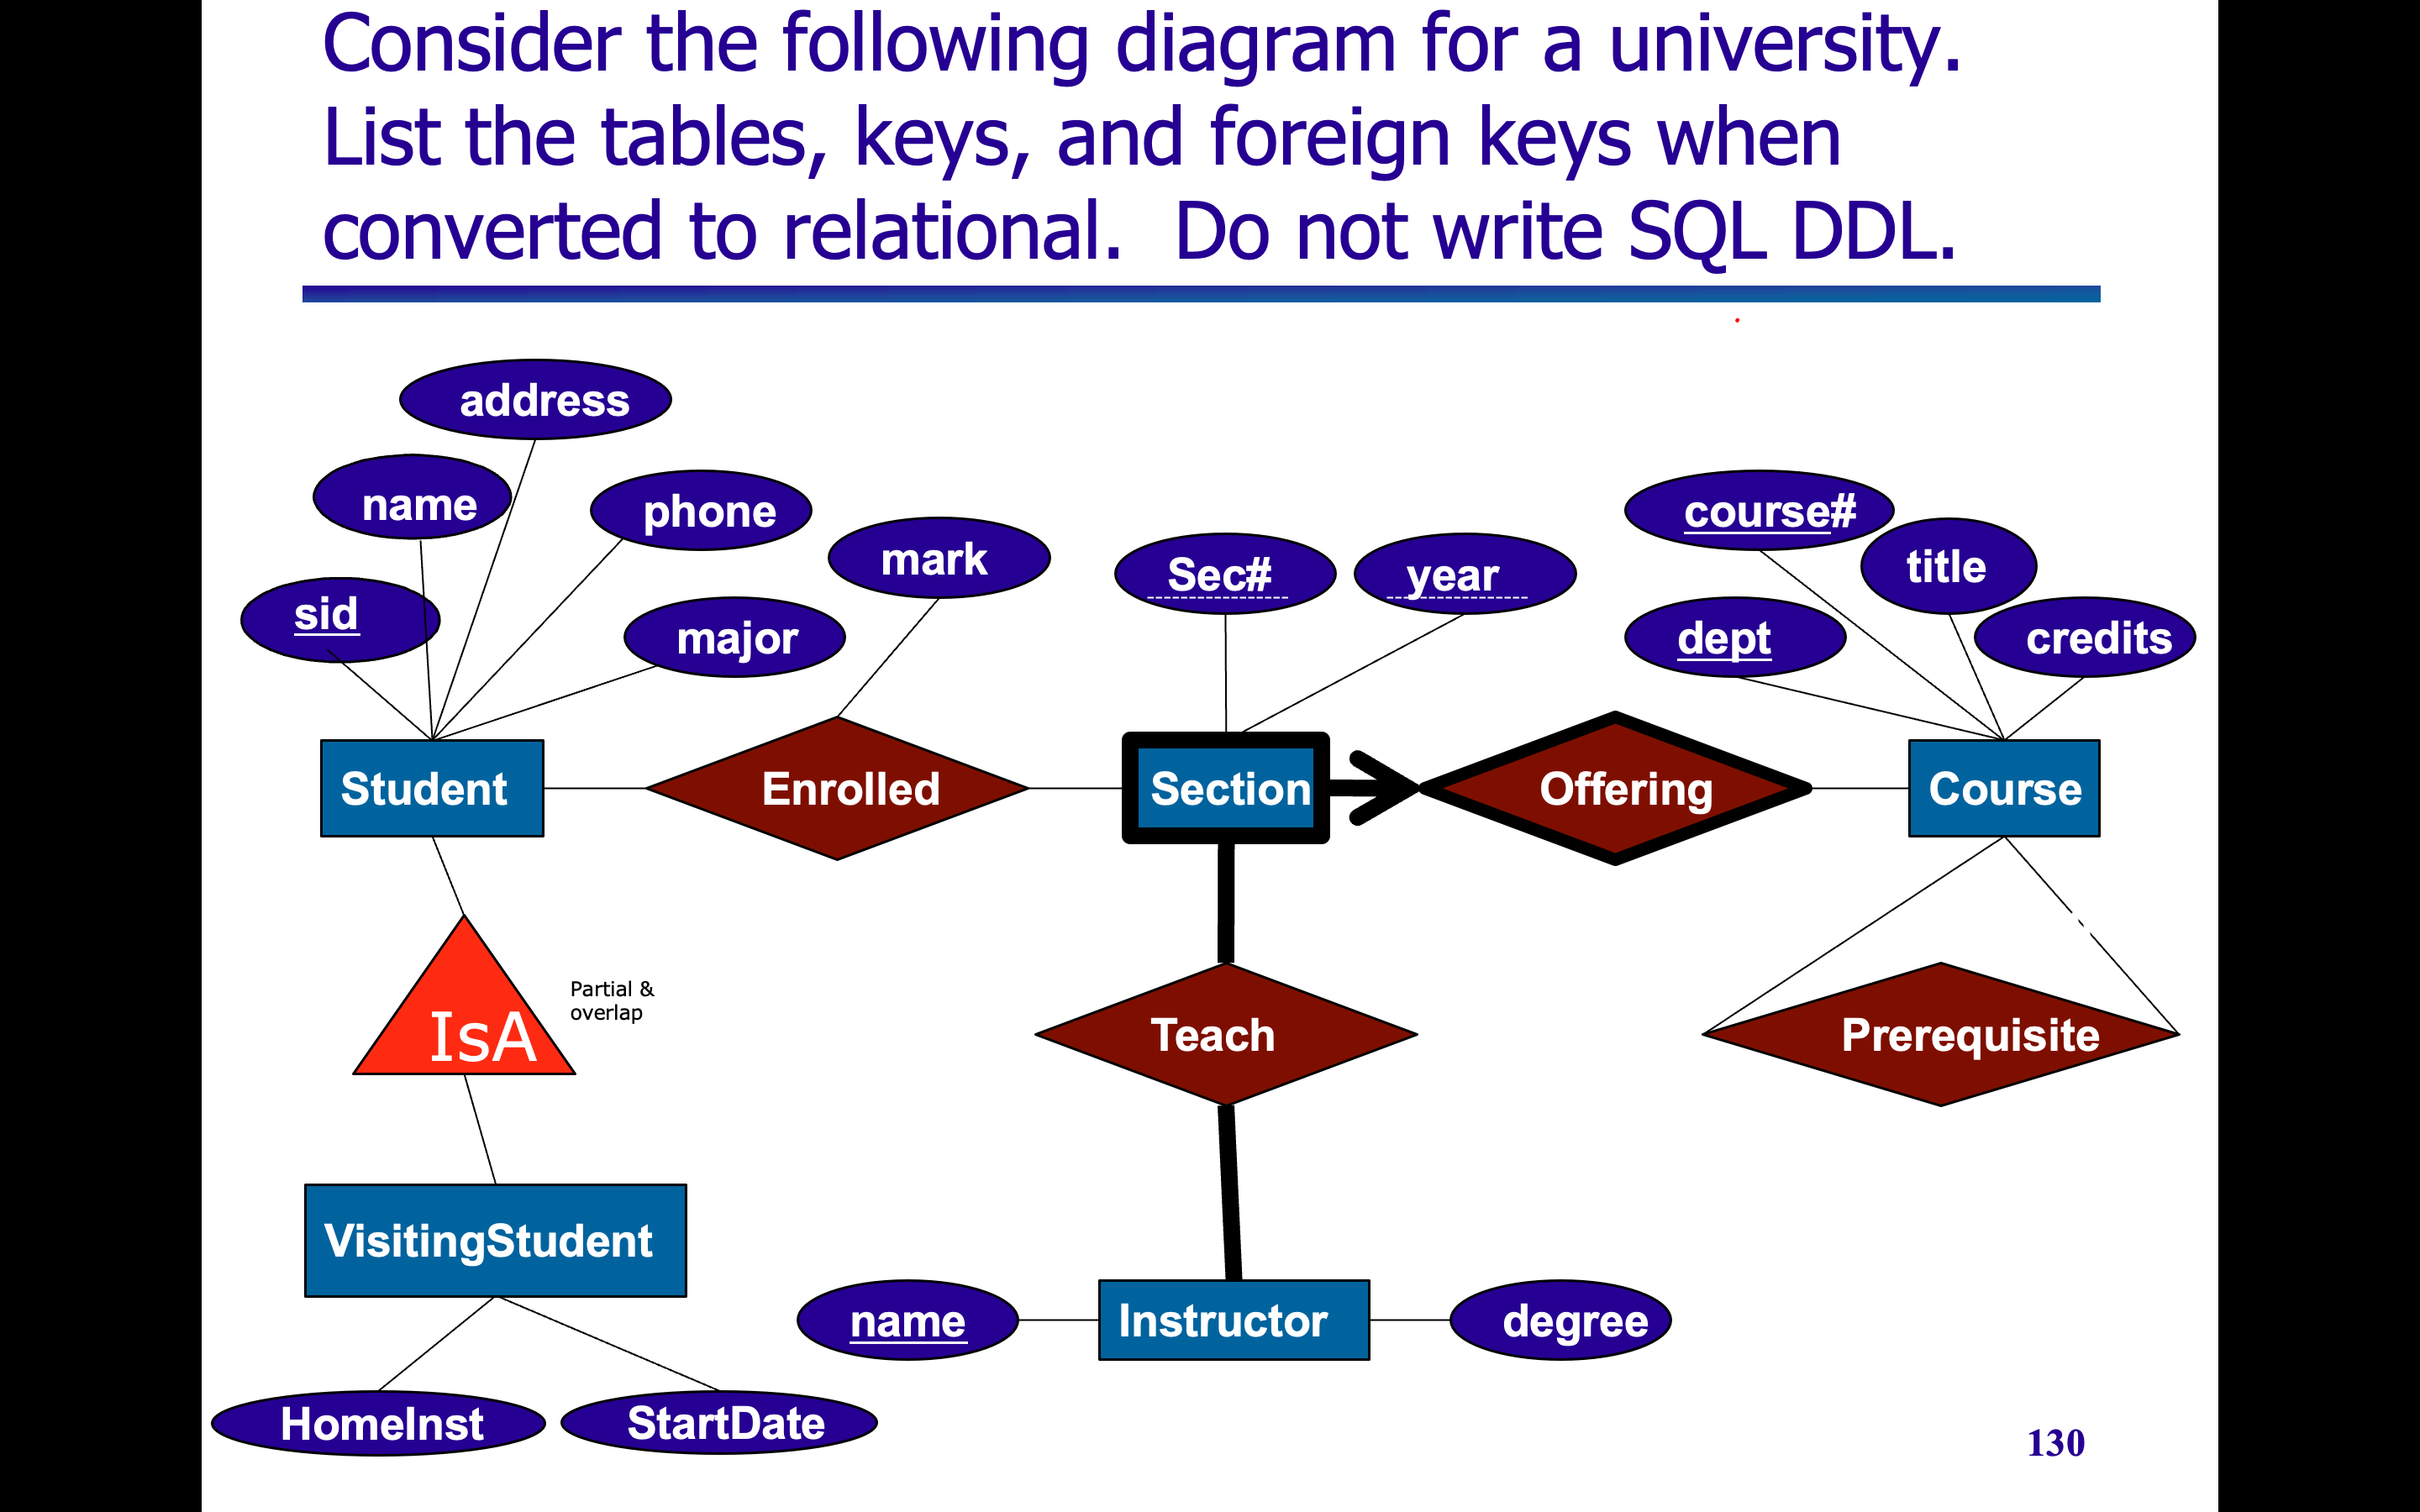 Consider the following diagram for a university.
List the tables, keys, and foreign keys when
converted to relational.  Do not write SQL DDL.
address
name
phone
course#
mark
title
Sec#
year
sid
major
dept
credits
Student
Enrolled
Section
Offering
Course
Partial &
overlap
IsA
Teach
Prerequisite
VisitingStudent
name
Instructor
degree
HomeInst
StartDate
130